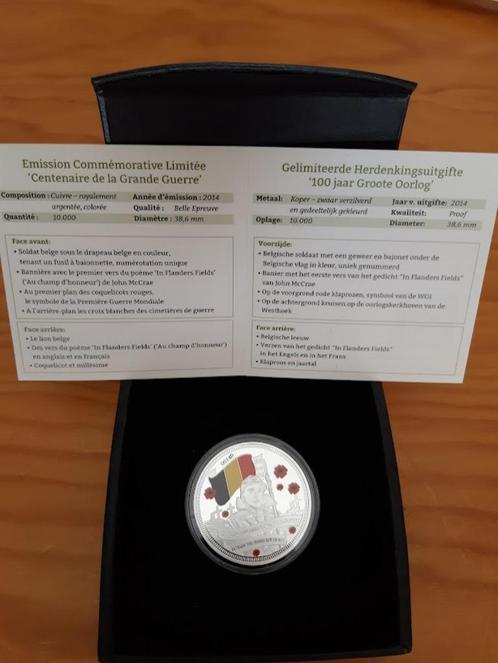 Emission Commémorative Limitée
'Centenaire de la Grande Guerre'
Composition : Cuivre – royalement argentée, colorée
Année d'émission : 2014
Qualité : Belle Epreuve
Quantité : 10.000
Diamètre : 38,6 mm
Face avant:
• Soldat belge sous le drapeau belge en couleur,
tenant un fusil à baïonnette, numérotation unique
• Bannière avec le premier vers du poème 'In Flanders Fields'
('Au champ d'honneur') de John McCrae
• Au premier plan des coquelicots rouges,
le symbole de la Première Guerre Mondiale
• A l'arrière-plan les croix blanches des cimetières de guerre
Face arrière:
• Le lion belge
• Des vers du poème 'In Flanders Fields' ('Au champ d'honneur')
en anglais et en français
• Coquelicot et millésime
Gelimiteerde Herdenkingsuitgifte
'100 jaar Groote Oorlog'
Metaal: Koper – zwaar verzilverd en gedeeltelijk gekleurd
Jaar v. uitgifte: 2014
Kwaliteit: Proof
Oplage: 10.000
Diameter: 38,6 mm
Voorsijde:
• Belgische soldaat met een geweer en bajonet onder de
Belgische vlag in kleur, uniek genummerd
• Banier met het eerste vers van het gedicht "In Flanders Fields"
van John McCrae
• Op de voorgrond rode klaprozen, symbool van de WOI
• Op de achtergrond kruisen op de oorlogskerkhoven van de
Westhoek
Face arrière:
• Belgische leeuw
• Verzen van het gedicht "In Flanders Fields"
in het Engels en in het Frans
• Klaproos en jaartal